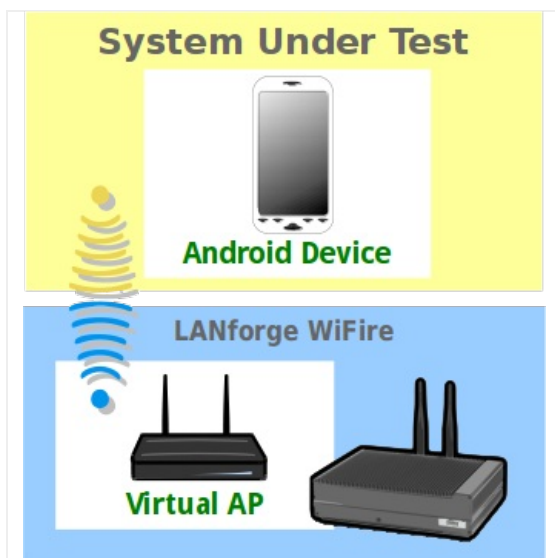 System Under Test
Android Device
LANforge WiFire
Virtual AP